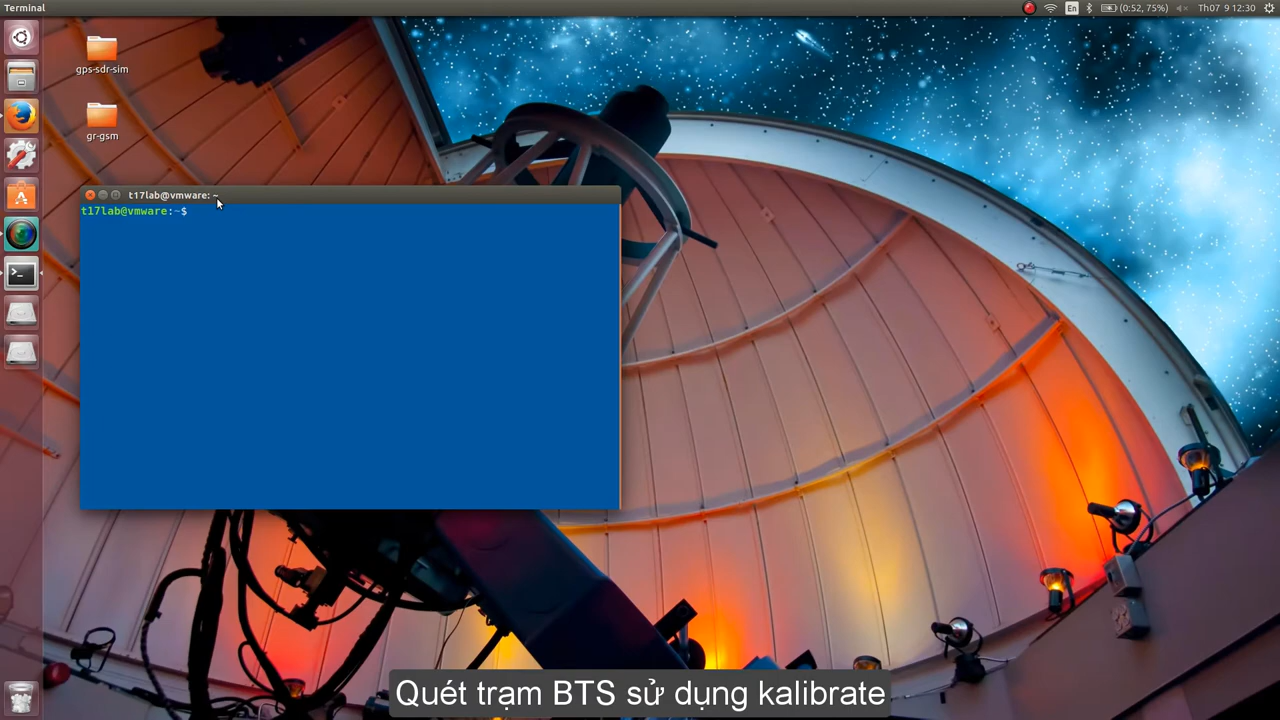 Terminal
En
(0:52, 75%)
Th07 9 12:30
gps-sdr-sim
gr-gsm
t17lab@vmware: ~
t17lab@vmware:~$
Quét trạm BTS sử dụng kalibrate